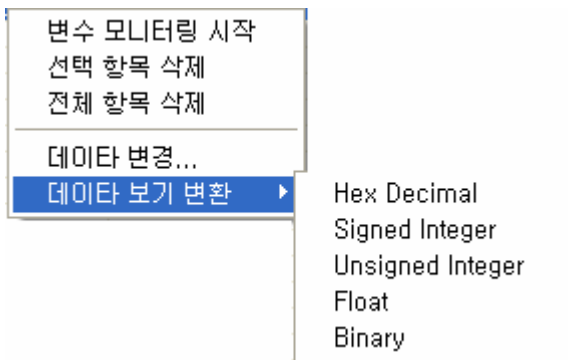 변수 모니터링 시작
선택 항목 삭제
전체 항목 삭제
데이타 변경...
데이타 보기 변환
Hex Decimal
Signed Integer
Unsigned Integer
Float
Binary